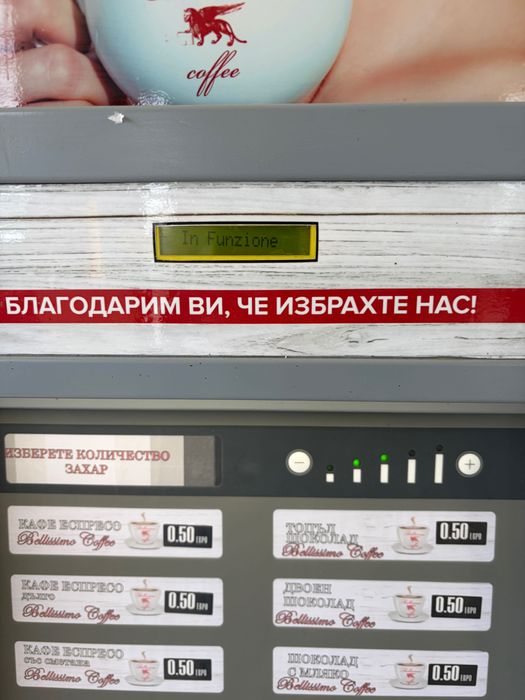 coffee
In Funzione
БЛАГОДАРИМ ВИ, ЧЕ ИЗБРАХТЕ НАС!
ИЗБЕРЕТЕ КОЛИЧЕСТВО
ЗАХАР
- +
КАФЕ ЕСПРЕСО
Bellissimo Coffee
0.50 ЕВРО
ТОПЪЛ
ШОКОЛАД
Bellissimo Coffee
0.50 ЕВРО
КАФЕ ЕСПРЕСО
ДЪЛГО
Bellissimo Coffee
0.50 ЕВРО
ДВОЕН
ШОКОЛАД
Bellissimo Coffee
0.50 ЕВРО
КАФЕ ЕСПРЕСО
СЪС СМЕТАНА
Bellissimo Coffee
0.50 ЕВРО
ШОКОЛАД
С МЛЯКО
Bellissimo Coffee
0.50 ЕВРО